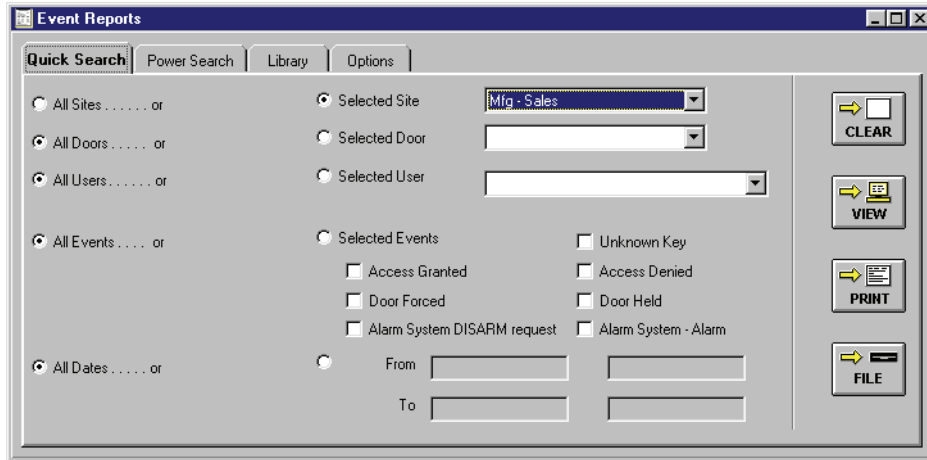 Event Reports
Quick Search Power Search Library Options
All Sites . . . . . . or Selected Site Mfg - Sales
CLEAR
All Doors . . . . . or Selected Door
All Users . . . . . . or Selected User
VIEW
All Events . . . . or Selected Events Unknown Key
Access Granted Access Denied
Door Forced Door Held
PRINT
Alarm System DISARM request Alarm System - Alarm
All Dates . . . . . or From
FILE
To